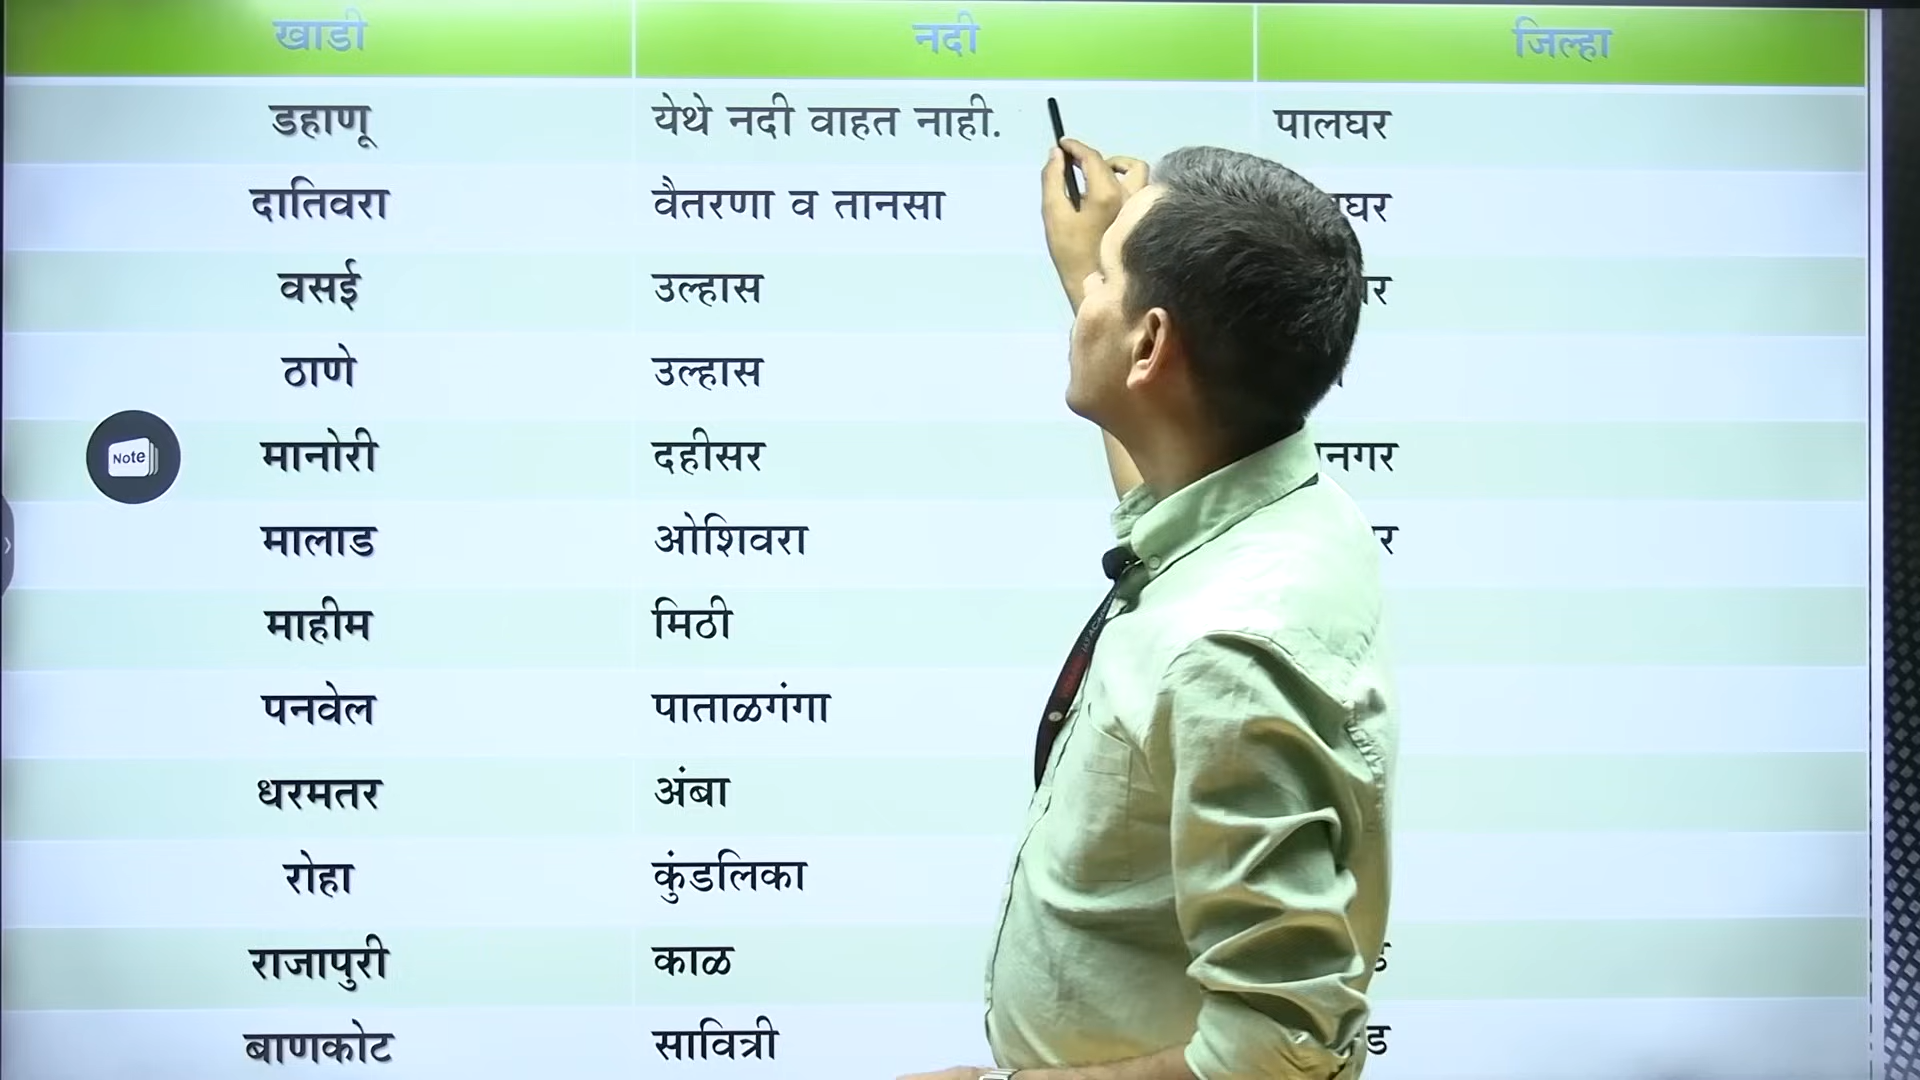 खाडी नदी जिल्हा
डहाणू येथे नदी वाहत नाही. पालघर
दातिवरा वैतरणा व तानसा
वसई उल्हास
ठाणे उल्हास
Note
मानोरी दहीसर
मालाड ओशिवरा
माहीम मिठी
पनवेल पाताळगंगा
धरमतर अंबा
रोहा कुंडलिका
राजापुरी काळ
बाणकोट सावित्री